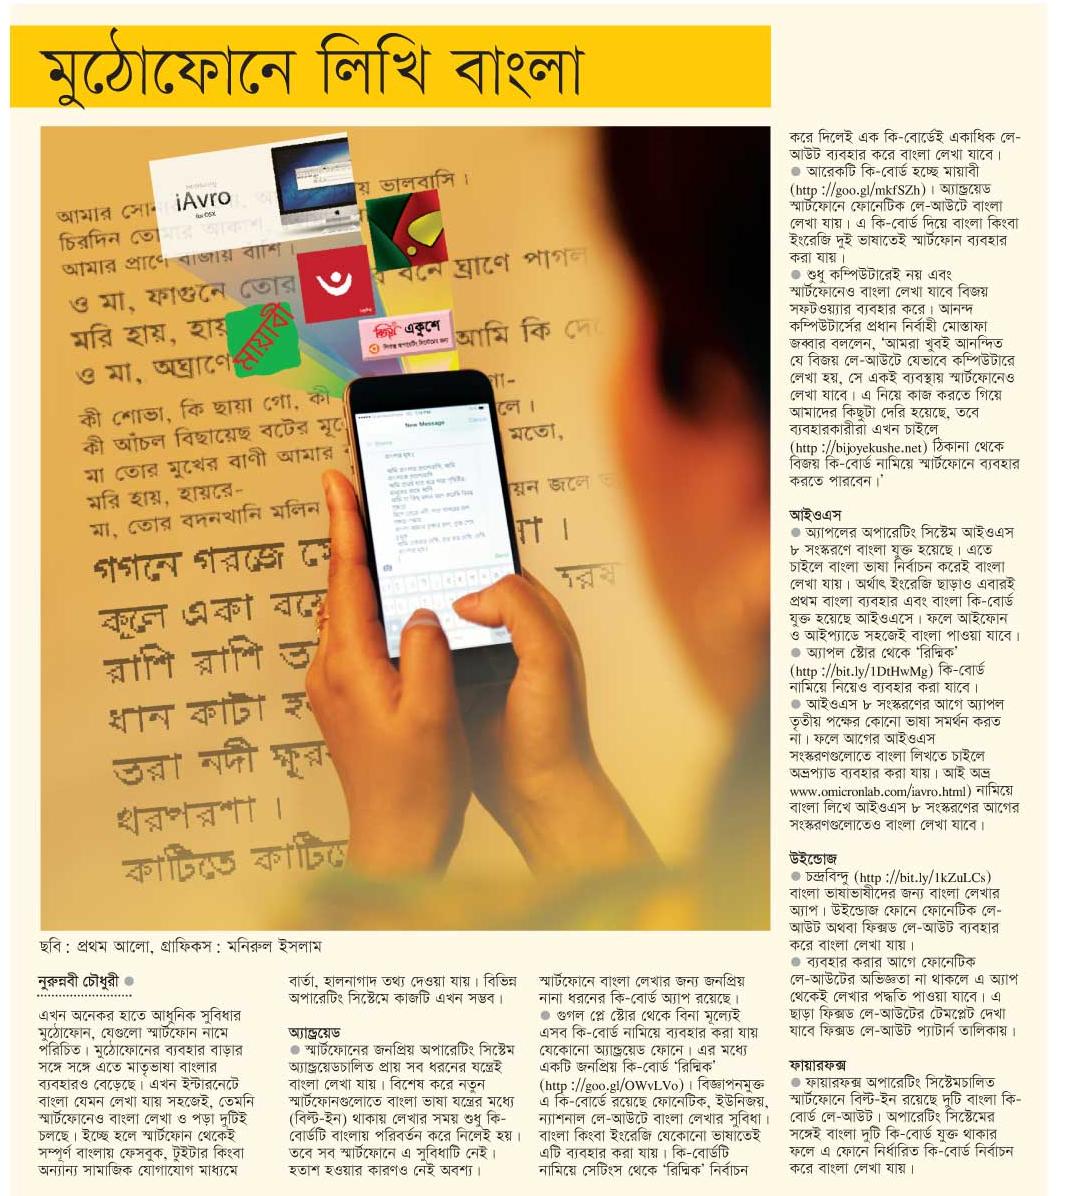 মুঠোফোনে লিখি বাংলা
iAvro
for OSX
মায়াবী
বিজয় একুশে
New Message
আমার সোনার
য় ভালবাসি।
চিরদিন তোমার আকাশ,
আমার প্রাণে বাজায় বাঁশি।
ও মা, ফাগুনে তোর
বনে ঘ্রাণে পাগল
মরি হায়, হায়
ও মা, অঘ্রাণে
আমি কি
কী শোভা, কি ছায়া গো, কী
গো-
কী আঁচল বিছায়েছ বটের মূলে
লে।
মা তোর মুখের বাণী আমার
মতো,
মরি হায়, হায়রে-
য়ন জলে
মা, তোর বদনখানি মলিন
গগনে গরজে
কূলে একা বসে
রাশি রাশি
ধান কাটা
ভরা নদী ক্ষুর
খরপরশা।
কাটিতে কাটিতে
ছবি: প্রথম আলো, গ্রাফিকস: মনিরুল ইসলাম
নুরুন্নবী চৌধুরী ●
এখন অনেকর হাতে আধুনিক সুবিধার
মুঠোফোন, যেগুলো স্মার্টফোন নামে
পরিচিত। মুঠোফোনের ব্যবহার বাড়ার
সঙ্গে সঙ্গে এতে মাতৃভাষা বাংলার
ব্যবহারও বেড়েছে। এখন ইন্টারনেটে
বাংলা যেমন লেখা যায় সহজেই, তেমনি
স্মার্টফোনেও বাংলা লেখা ও পড়া দুটিই
চলছে। ইচ্ছে হলে স্মার্টফোন থেকেই
সম্পূর্ণ বাংলায় ফেসবুক, টুইটার কিংবা
অন্যান্য সামাজিক যোগাযোগ মাধ্যমে
বার্তা, হালনাগাদ তথ্য দেওয়া যায়। বিভিন্ন
অপারেটিং সিস্টেমে কাজটি এখন সম্ভব।
অ্যান্ড্রয়েড
● স্মার্টফোনের জনপ্রিয় অপারেটিং সিস্টেম
অ্যান্ড্রয়েডচালিত প্রায় সব ধরনের যন্ত্রেই
বাংলা লেখা যায়। বিশেষ করে নতুন
স্মার্টফোনগুলোতে বাংলা ভাষা যন্ত্রের মধ্যে
(বিল্ট-ইন) থাকায় লেখার সময় শুধু কি-
বোর্ডটি বাংলায় পরিবর্তন করে নিলেই হয়।
তবে সব স্মার্টফোনে এ সুবিধাটি নেই।
হতাশ হওয়ার কারণও নেই অবশ্য।
স্মার্টফোনে বাংলা লেখার জন্য জনপ্রিয়
নানা ধরনের কি-বোর্ড অ্যাপ রয়েছে।
● গুগল প্লে স্টোর থেকে বিনা মূল্যেই
এসব কি-বোর্ড নামিয়ে ব্যবহার করা যায়
যেকোনো অ্যান্ড্রয়েড ফোনে। এর মধ্যে
একটি জনপ্রিয় কি-বোর্ড 'রিদ্মিক'
(http://goo.gl/OWvLVo)। বিজ্ঞাপনমুক্ত
এ কি-বোর্ডে রয়েছে ফোনেটিক, ইউনিজয়,
ন্যাশনাল লে-আউটে বাংলা লেখার সুবিধা।
বাংলা কিংবা ইংরেজি যেকোনো ভাষাতেই
এটি ব্যবহার করা যায়। কি-বোর্ডটি
নামিয়ে সেটিংস থেকে 'রিদ্মিক' নির্বাচন
করে দিলেই এক কি-বোর্ডেই একাধিক লে-
আউট ব্যবহার করে বাংলা লেখা যাবে।
● আরেকটি কি-বোর্ড হচ্ছে মায়াবী
(http://goo.gl/mkfSZh)। অ্যান্ড্রয়েড
স্মার্টফোনে ফোনেটিক লে-আউটে বাংলা
লেখা যায়। এ কি-বোর্ড দিয়ে বাংলা কিংবা
ইংরেজি দুই ভাষাতেই স্মার্টফোন ব্যবহার
করা যায়।
● শুধু কম্পিউটারেই নয় এবং
স্মার্টফোনেও বাংলা লেখা যাবে বিজয়
সফটওয়্যার ব্যবহার করে। আনন্দ
কম্পিউটার্সের প্রধান নির্বাহী মোস্তাফা
জব্বার বললেন, 'আমরা খুবই আনন্দিত
যে বিজয় লে-আউটে যেভাবে কম্পিউটারে
লেখা হয়, সে একই ব্যবস্থায় স্মার্টফোনেও
লেখা যাবে। এ নিয়ে কাজ করতে গিয়ে
আমাদের কিছুটা দেরি হয়েছে, তবে
ব্যবহারকারীরা এখন চাইলে
(http://bijoyekushe.net) ঠিকানা থেকে
বিজয় কি-বোর্ড নামিয়ে স্মার্টফোনে ব্যবহার
করতে পারবেন।'
আইওএস
● অ্যাপলের অপারেটিং সিস্টেম আইওএস
৮ সংস্করণে বাংলা যুক্ত হয়েছে। এতে
চাইলে বাংলা ভাষা নির্বাচন করেই বাংলা
লেখা যায়। অর্থাৎ ইংরেজি ছাড়াও এবারই
প্রথম বাংলা ব্যবহার এবং বাংলা কি-বোর্ড
যুক্ত হয়েছে আইওএসে। ফলে আইফোন
ও আইপ্যাডে সহজেই বাংলা পাওয়া যাবে।
● অ্যাপল স্টোর থেকে 'রিদ্মিক'
(http://bit.ly/1DtHwMg) কি-বোর্ড
নামিয়ে নিয়েও ব্যবহার করা যাবে।
● আইওএস ৮ সংস্করণের আগে অ্যাপল
তৃতীয় পক্ষের কোনো ভাষা সমর্থন করত
না। ফলে আগের আইওএস
সংস্করণগুলোতে বাংলা লিখতে চাইলে
অভ্রপ্যাড ব্যবহার করা যায়। আই অভ্র
www.omicronlab.com/iavro.html) নামিয়ে
বাংলা লিখে আইওএস ৮ সংস্করণের আগের
সংস্করণগুলোতেও বাংলা লেখা যাবে।
উইন্ডোজ
● চন্দ্রবিন্দু (http://bit.ly/1kZuLCs)
বাংলা ভাষাভাষীদের জন্য বাংলা লেখার
অ্যাপ। উইন্ডোজ ফোনে ফোনেটিক লে-
আউট অথবা ফিক্সড লে-আউট ব্যবহার
করে বাংলা লেখা যায়।
● ব্যবহার করার আগে ফোনেটিক
লে-আউটের অভিজ্ঞতা না থাকলে এ অ্যাপ
থেকেই লেখার পদ্ধতি পাওয়া যাবে। এ
ছাড়া ফিক্সড লে-আউটের টেমপ্লেট দেখা
যাবে ফিক্সড লে-আউট প্যাটার্ন তালিকায়।
ফায়ারফক্স
● ফায়ারফক্স অপারেটিং সিস্টেমচালিত
স্মার্টফোনে বিল্ট-ইন রয়েছে দুটি বাংলা কি-
বোর্ড লে-আউট। অপারেটিং সিস্টেমের
সঙ্গেই বাংলা দুটি কি-বোর্ড যুক্ত থাকার
ফলে এ ফোনে নির্ধারিত কি-বোর্ড নির্বাচন
করে বাংলা লেখা যায়।